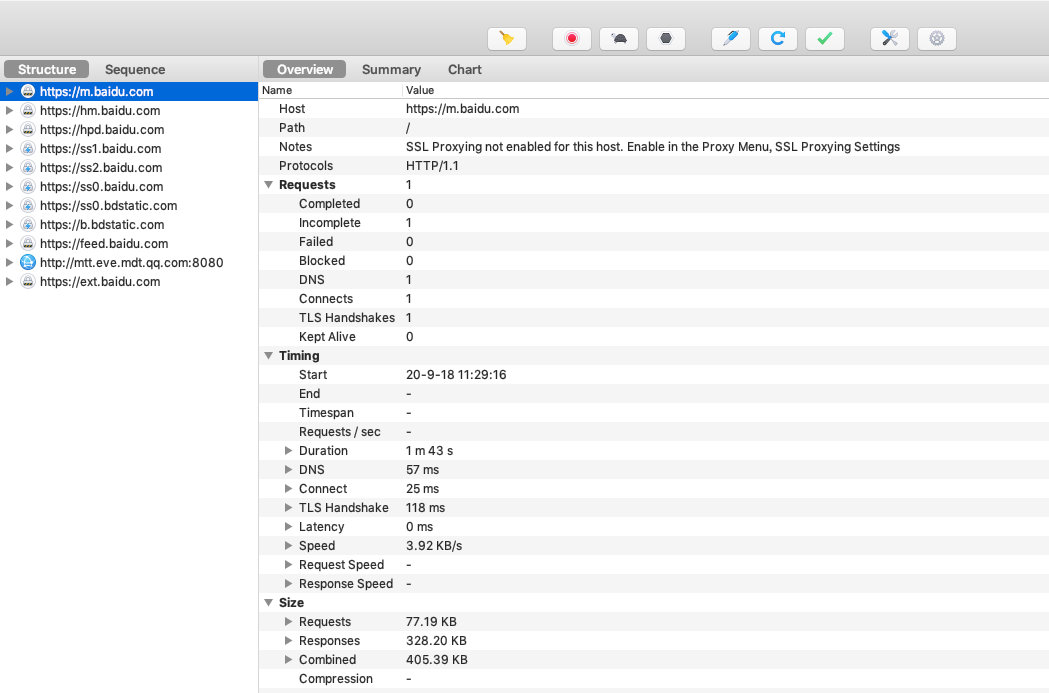 Structure Sequence
https://m.baidu.com
https://hm.baidu.com
https://hpd.baidu.com
https://ss1.baidu.com
https://ss2.baidu.com
https://ss0.baidu.com
https://ss0.bdstatic.com
https://b.bdstatic.com
https://feed.baidu.com
http://mtt.eve.mdt.qq.com:8080
https://ext.baidu.com
Overview Summary Chart
Name Value
Host https://m.baidu.com
Path /
Notes SSL Proxying not enabled for this host. Enable in the Proxy Menu, SSL Proxying Settings
Protocols HTTP/1.1
Requests 1
Completed 0
Incomplete 1
Failed 0
Blocked 0
DNS 1
Connects 1
TLS Handshakes 1
Kept Alive 0
Timing
Start 20-9-18 11:29:16
End -
Timespan -
Requests / sec -
Duration 1 m 43 s
DNS 57 ms
Connect 25 ms
TLS Handshake 118 ms
Latency 0 ms
Speed 3.92 KB/s
Request Speed -
Response Speed -
Size
Requests 77.19 KB
Responses 328.20 KB
Combined 405.39 KB
Compression -